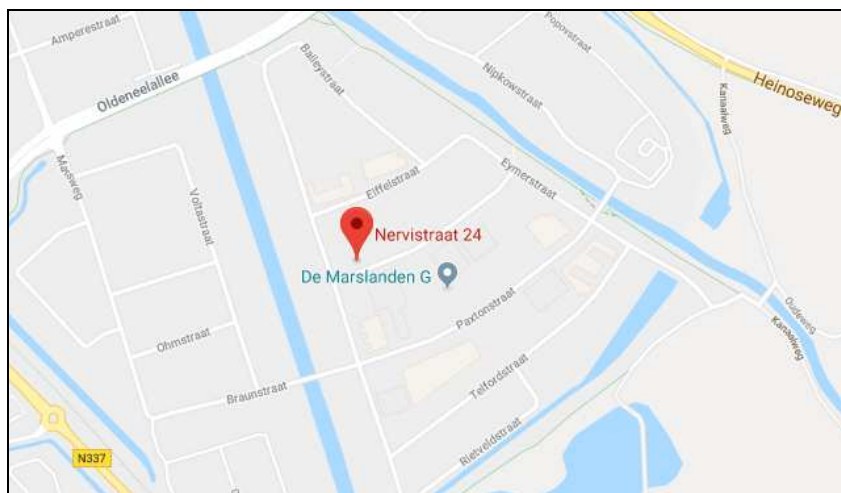 Amperestraat
Oldeneelallee
Baileystraat
Popovstraat
Nipkowstraat
Heinoseweg
Kanaalweg
Marsweg
Voltastraat
Eiffelstraat
Eymerstraat
Nervistraat 24
De Marslanden G
Paxtonstraat
Ohmstraat
Braunstraat
Telfordstraat
Rietveldstraat
Oudeweg
Kanaalweg
N337